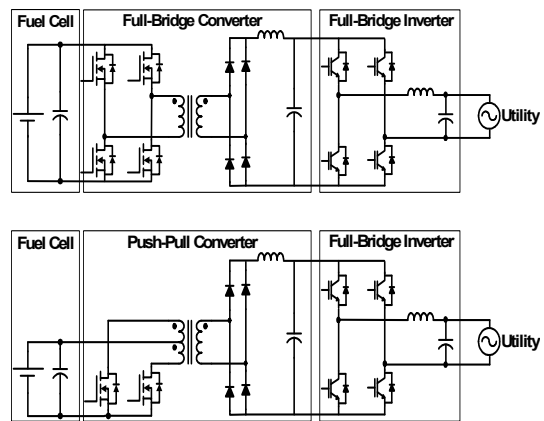 Fuel Cell Full-Bridge Converter Full-Bridge Inverter
Utility
Fuel Cell Push-Pull Converter Full-Bridge Inverter
Utility